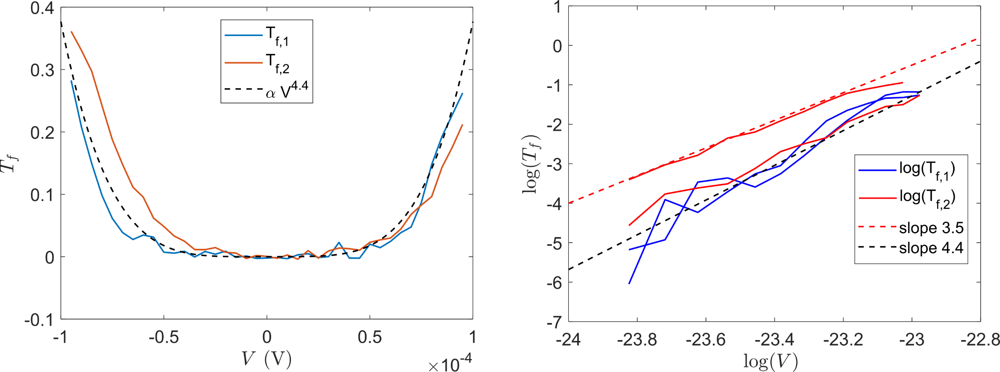 0.4
0.3
0.2
0.1
0
-0.1
T_f
T_f,1
T_f,2
α V^4.4
-1
-0.5
0
0.5
1
V (V)
×10^-4
1
0
-1
-2
-3
-4
-5
-6
-7
log(T_f)
log(T_f,1)
log(T_f,2)
slope 3.5
slope 4.4
-24
-23.8
-23.6
-23.4
-23.2
-23
-22.8
log(V)